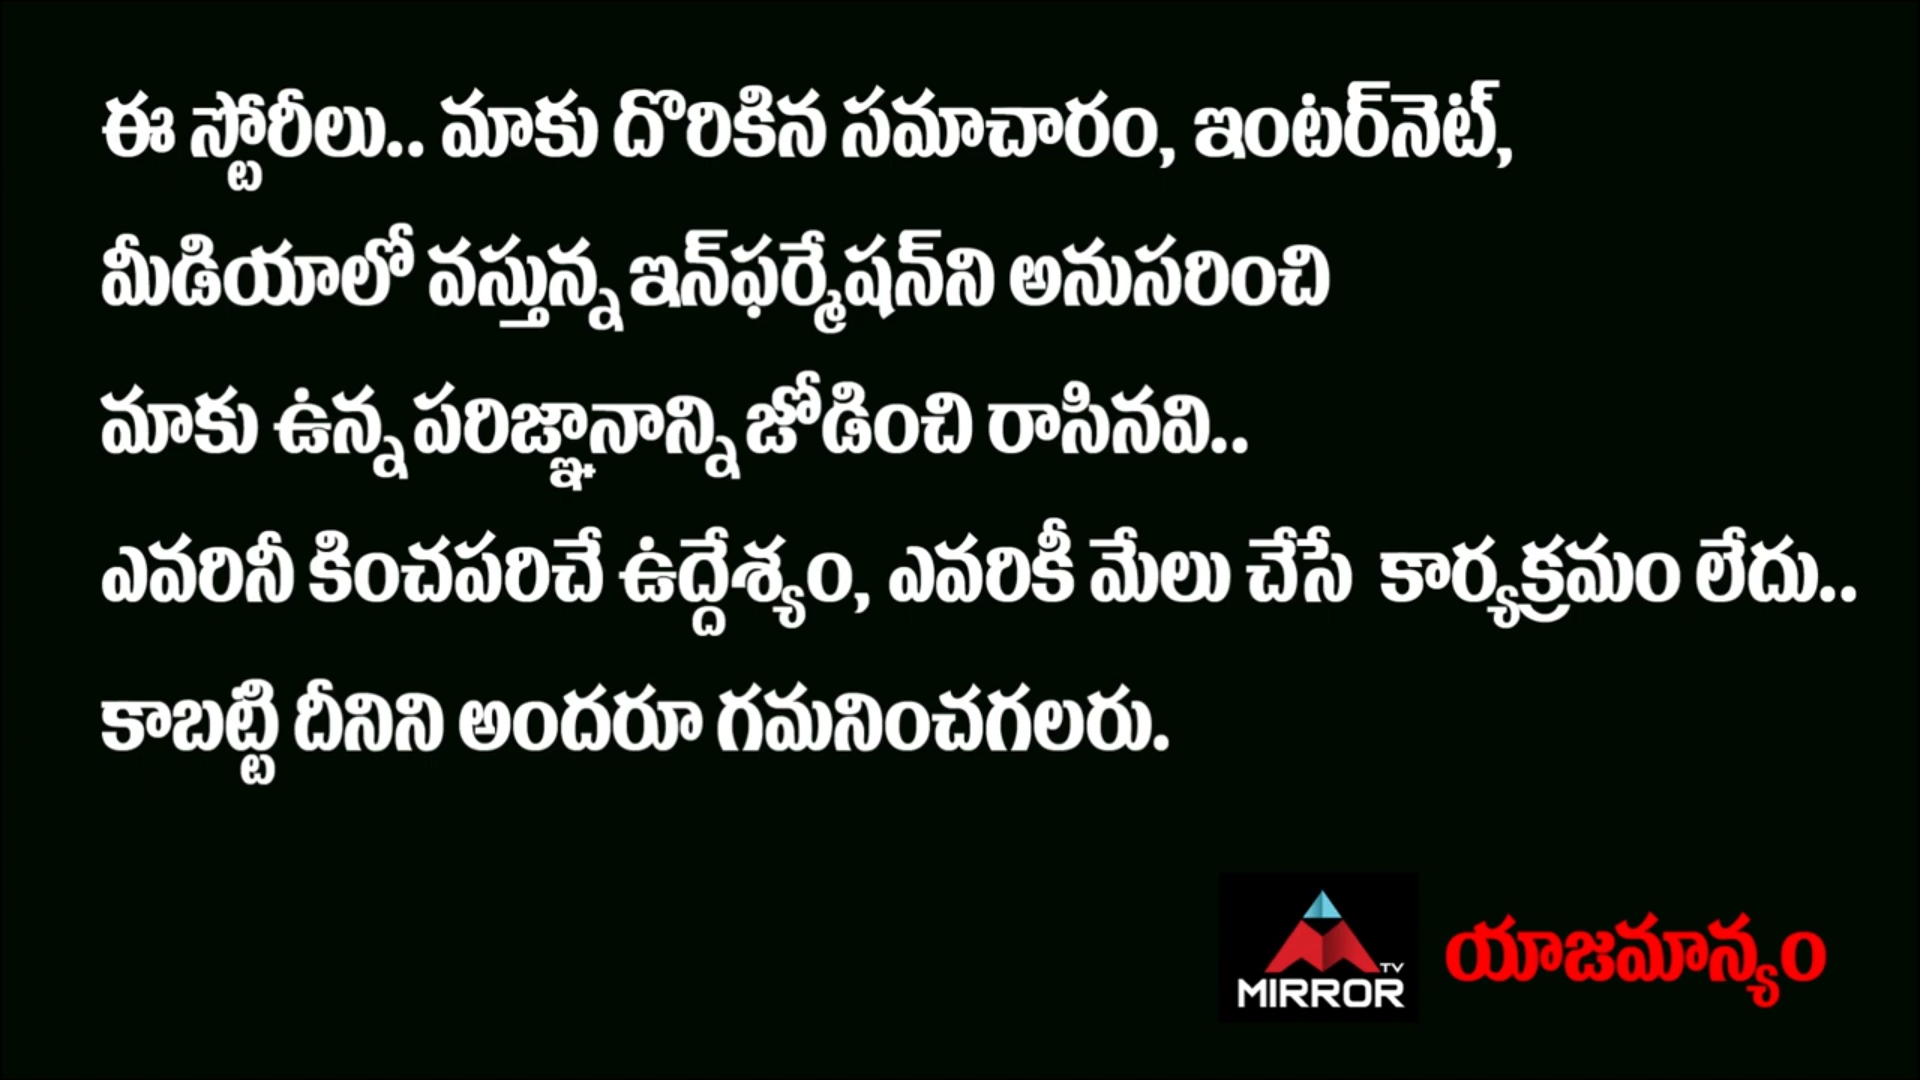 ఈ స్టోరీలు.. మాకు దొరికిన సమాచారం, ఇంటర్‌నెట్,
మీడియాలో వస్తున్న ఇన్‌ఫర్మేషన్‌ని అనుసరించి
మాకు ఉన్న పరిజ్ఞానాన్ని జోడించి రాసినవి..
ఎవరినీ కించపరిచే ఉద్దేశ్యం, ఎవరికీ మేలు చేసే కార్యక్రమం లేదు..
కాబట్టి దీనిని అందరూ గమనించగలరు.
TV
MIRROR
యాజమాన్యం